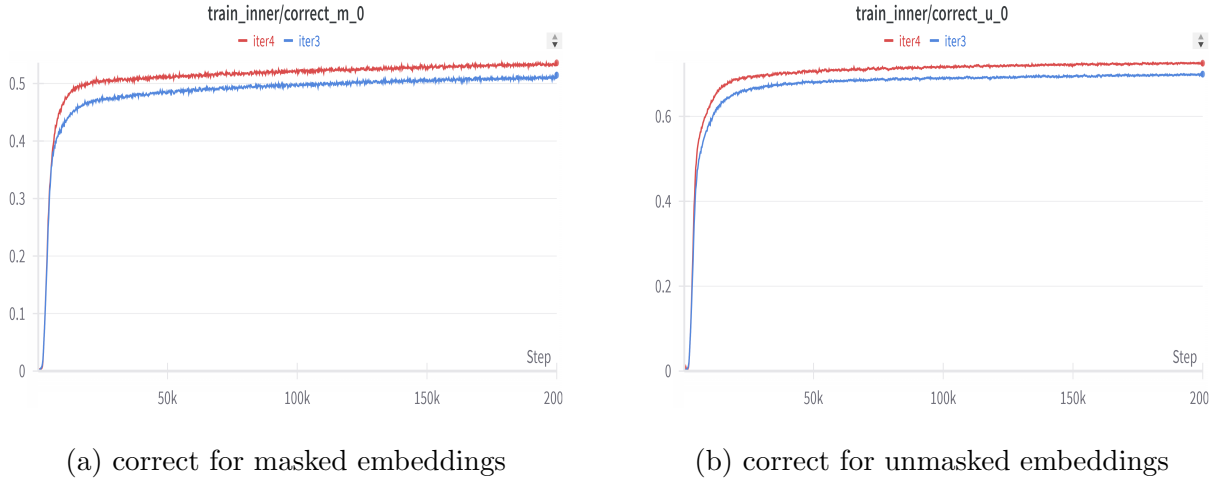 train_inner/correct_m_0
iter4 iter3
0.5
0.4
0.3
0.2
0.1
0
Step
50k 100k 150k 200
(a) correct for masked embeddings
train_inner/correct_u_0
iter4 iter3
0.6
0.4
0.2
0
Step
50k 100k 150k 200
(b) correct for unmasked embeddings